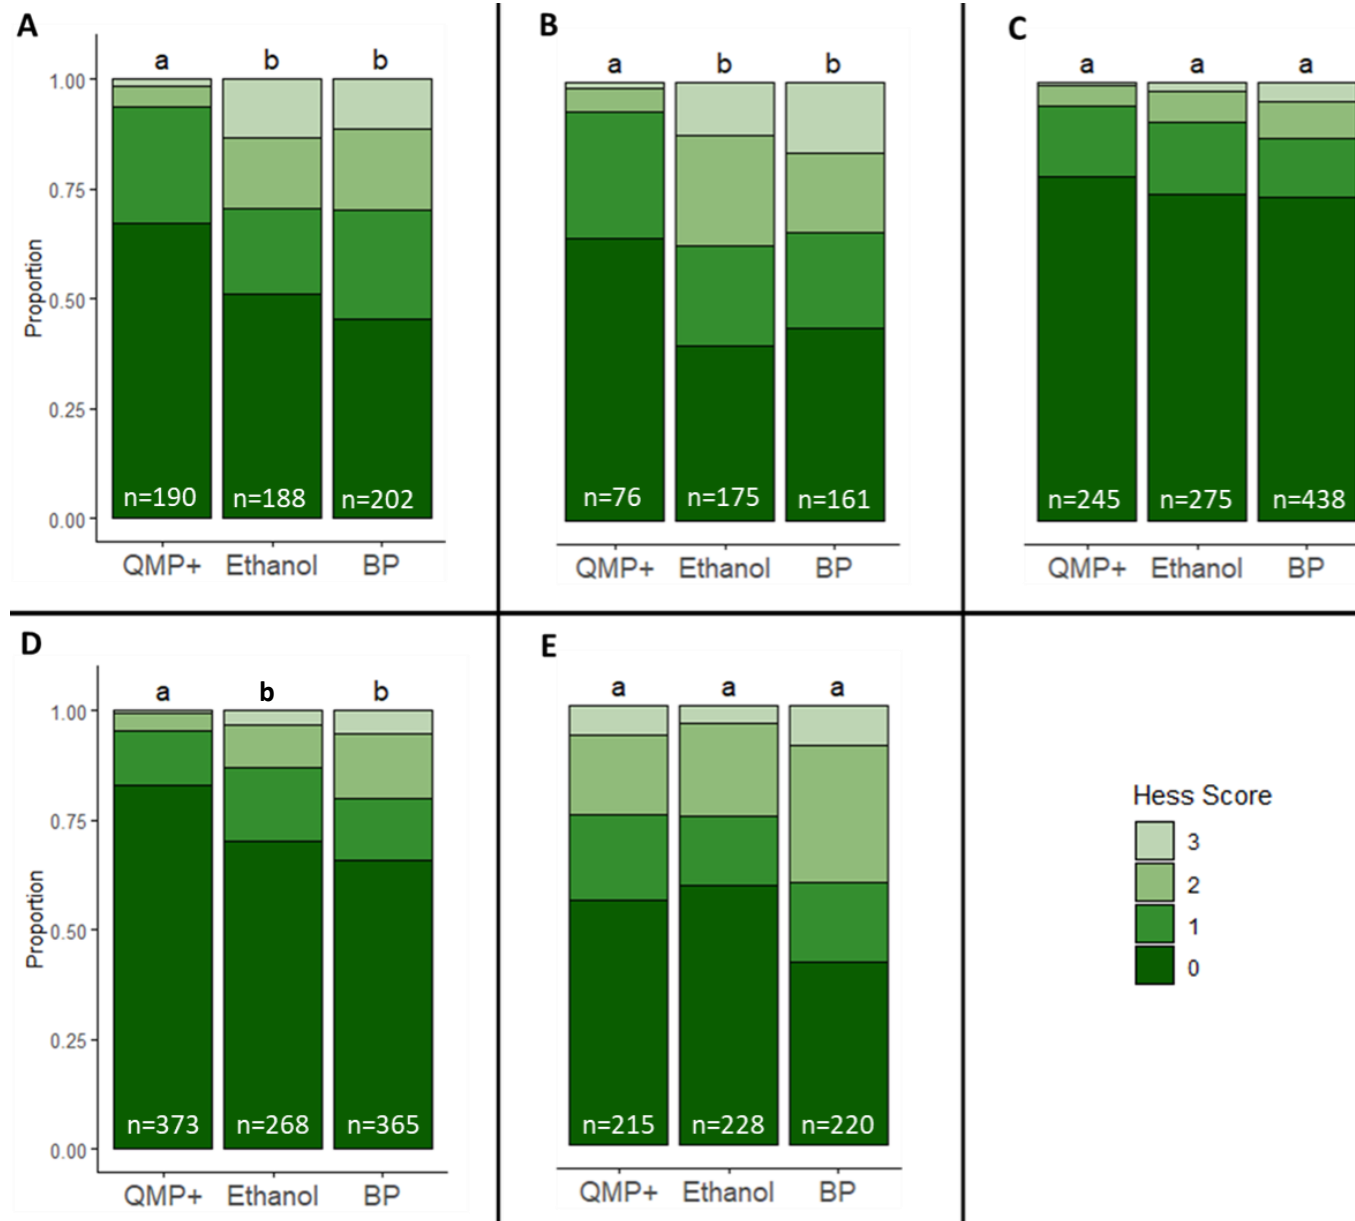 A
a b b
1.00
0.75
0.50
0.25
0.00
Proportion
n=190 n=188 n=202
QMP+ Ethanol BP
B
a b b
n=76 n=175 n=161
QMP+ Ethanol BP
C
a a a
n=245 n=275 n=438
QMP+ Ethanol BP
D
a b b
1.00
0.75
0.50
0.25
0.00
Proportion
n=373 n=268 n=365
QMP+ Ethanol BP
E
a a a
n=215 n=228 n=220
QMP+ Ethanol BP
Hess Score
3
2
1
0